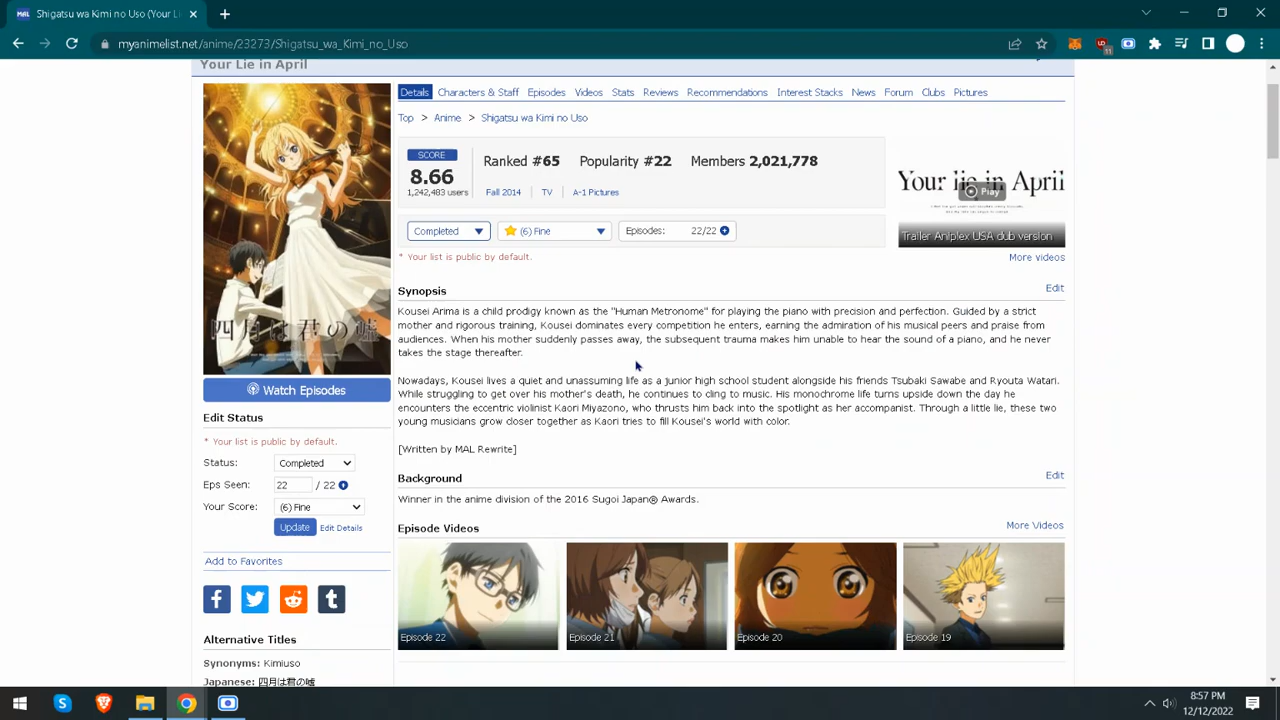 Shigatsu wa Kimi no Uso (Your Li
myanimelist.net/anime/23273/Shigatsu_wa_Kimi_no_Uso
11
Your Lie in April
Details Characters & Staff Episodes Videos Stats Reviews Recommendations Interest Stacks News Forum Clubs Pictures
Top > Anime > Shigatsu wa Kimi no Uso
SCORE
8.66
1,242,483 users
Ranked #65 Popularity #22 Members 2,021,778
Fall 2014 TV A-1 Pictures
Your lie in April
Play
Trailer Aniplex USA dub version
Completed (6) Fine Episodes: 22/22
* Your list is public by default.
More videos
Synopsis
Edit
Kousei Arima is a child prodigy known as the "Human Metronome" for playing the piano with precision and perfection. Guided by a strict
mother and rigorous training, Kousei dominates every competition he enters, earning the admiration of his musical peers and praise from
audiences. When his mother suddenly passes away, the subsequent trauma makes him unable to hear the sound of a piano, and he never
takes the stage thereafter.
Nowadays, Kousei lives a quiet and unassuming life as a junior high school student alongside his friends Tsubaki Sawabe and Ryouta Watari.
While struggling to get over his mother's death, he continues to cling to music. His monochrome life turns upside down the day he
encounters the eccentric violinist Kaori Miyazono, who thrusts him back into the spotlight as her accompanist. Through a little lie, these two
young musicians grow closer together as Kaori tries to fill Kousei's world with color.
[Written by MAL Rewrite]
Background
Edit
Winner in the anime division of the 2016 Sugoi Japan® Awards.
Episode Videos
More Videos
Episode 22
Episode 21
Episode 20
Episode 19
四月は君の嘘
Watch Episodes
Edit Status
* Your list is public by default.
Status: Completed
Eps Seen: 22 / 22
Your Score: (6) Fine
Update Edit Details
Add to Favorites
Alternative Titles
Synonyms: Kimiuso
Japanese: 四月は君の嘘
8:57 PM
12/12/2022